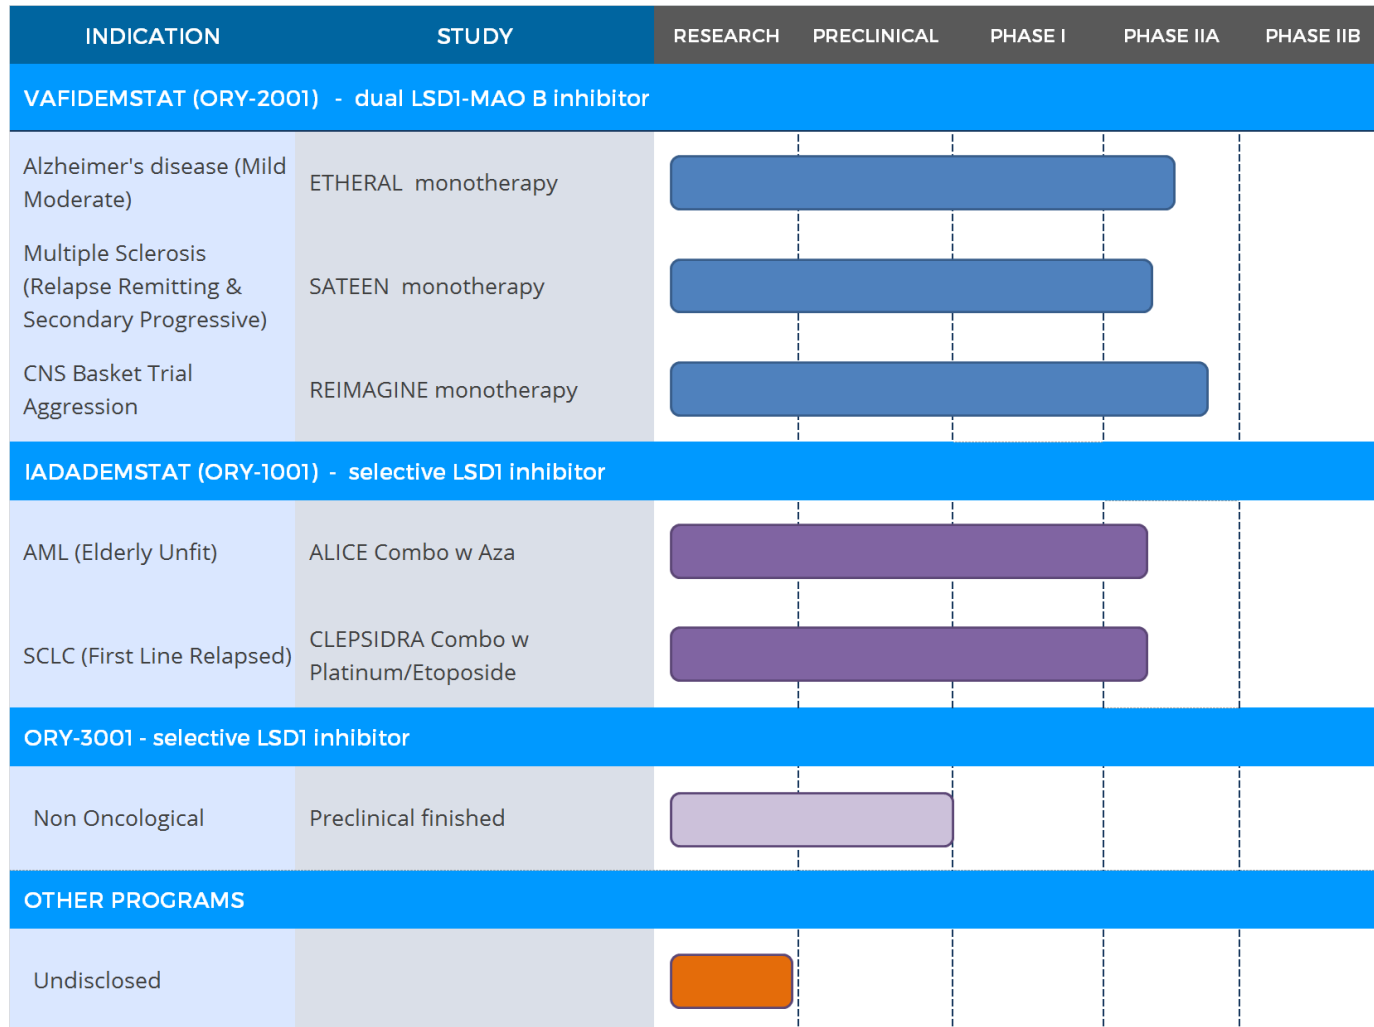 INDICATION STUDY RESEARCH PRECLINICAL PHASE I PHASE IIA PHASE IIB
VAFIDEMSTAT (ORY-2001) - dual LSD1-MAO B inhibitor
Alzheimer's disease (Mild
Moderate)
ETHERAL monotherapy
Multiple Sclerosis
(Relapse Remitting &
Secondary Progressive)
SATEEN monotherapy
CNS Basket Trial
Aggression
REIMAGINE monotherapy
IADADEMSTAT (ORY-1001) - selective LSD1 inhibitor
AML (Elderly Unfit)
ALICE Combo w Aza
SCLC (First Line Relapsed)
CLEPSIDRA Combo w
Platinum/Etoposide
ORY-3001 - selective LSD1 inhibitor
Non Oncological
Preclinical finished
OTHER PROGRAMS
Undisclosed